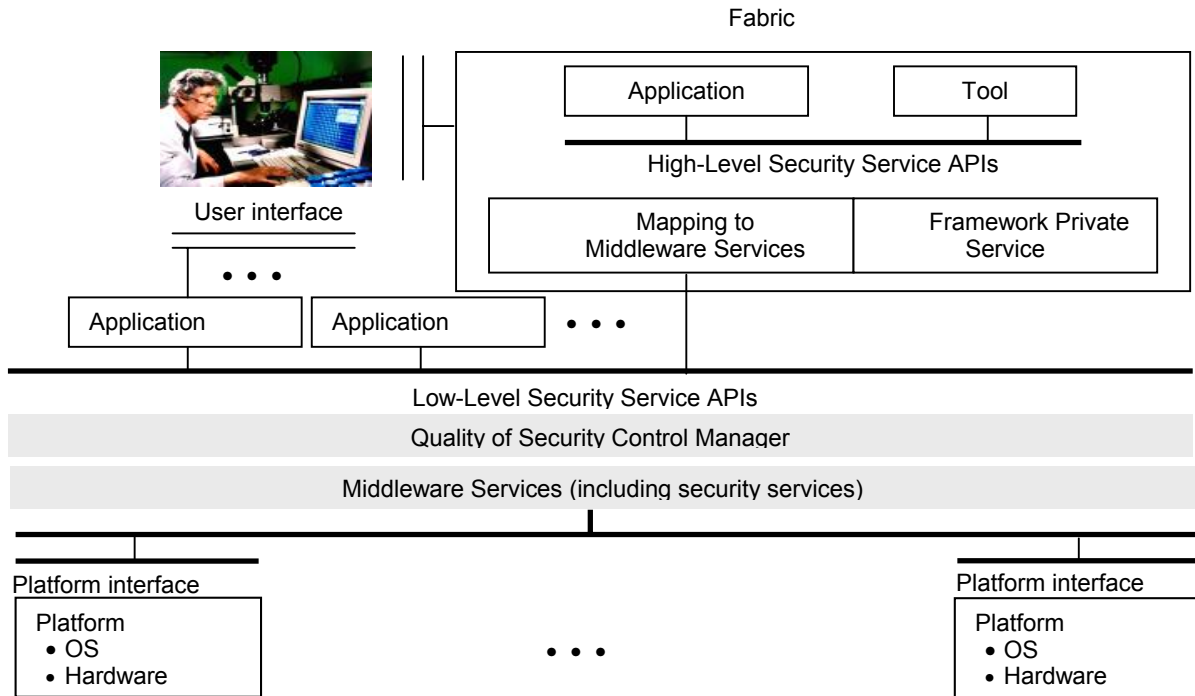 Fabric
Application
Tool
High-Level Security Service APIs
User interface
Mapping to
Middleware Services
Framework Private
Service
• • •
Application
Application
• • •
Low-Level Security Service APIs
Quality of Security Control Manager
Middleware Services (including security services)
Platform interface
Platform
• OS
• Hardware
• • •
Platform interface
Platform
• OS
• Hardware